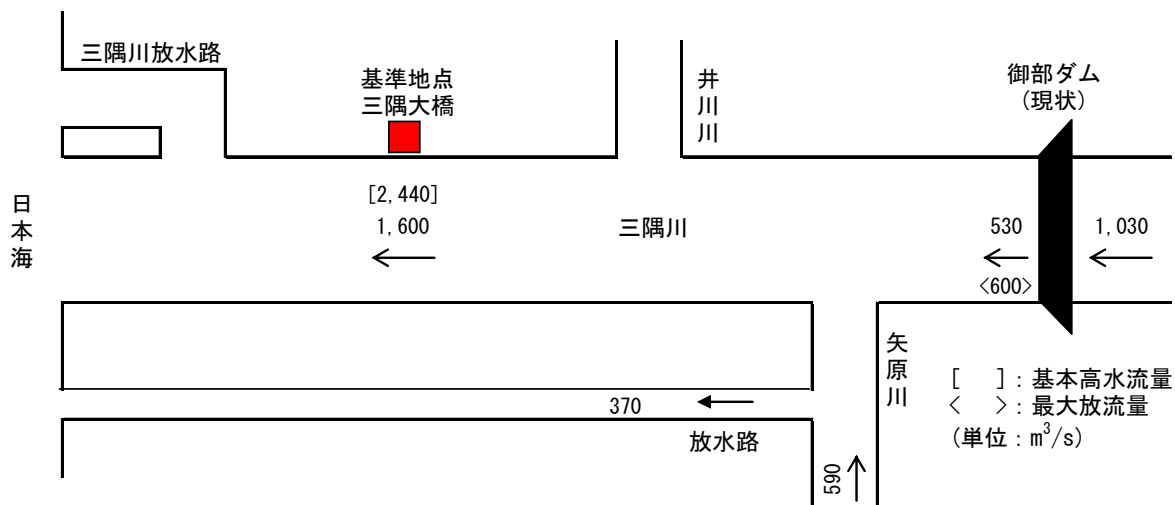 三隅川放水路
基準地点
三隅大橋
井川川
御部ダム
(現状)
日本海
[2,440]
1,600
三隅川
530
1,030
<600>
矢原川
[ ]：基本高水流量
< >：最大放流量
(単位：m³/s)
370
放水路
590